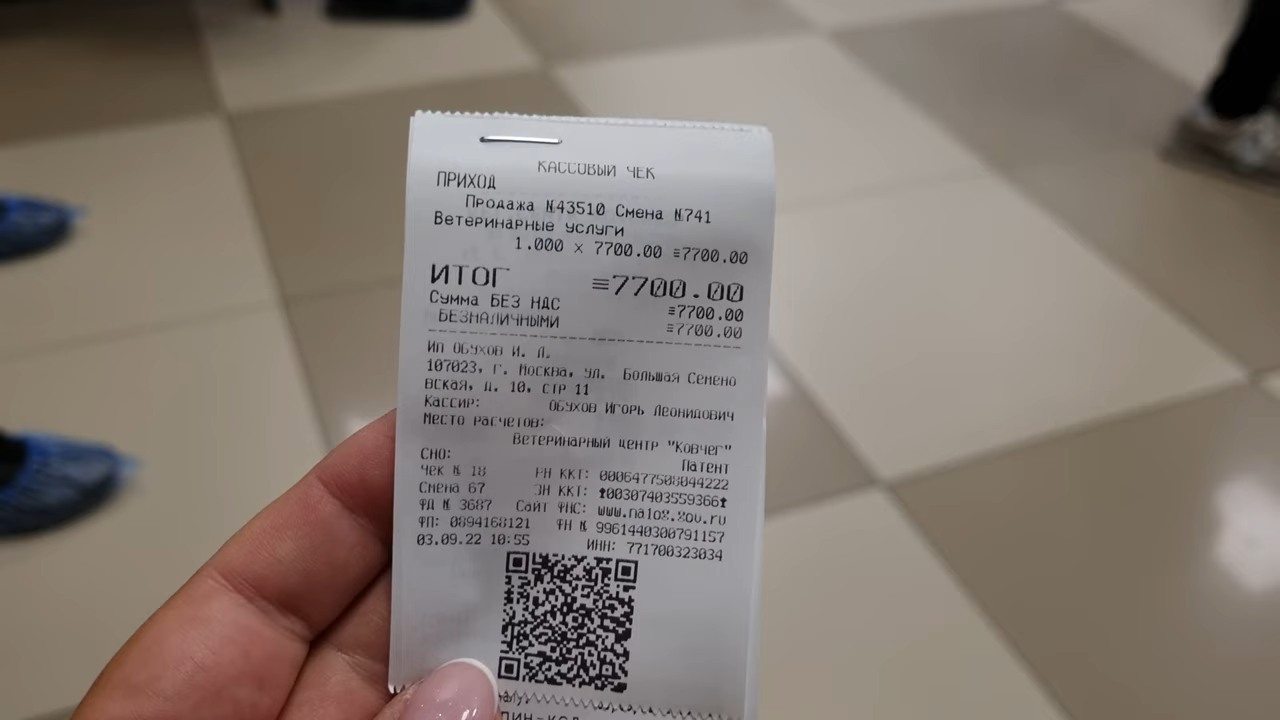 КАССОВЫЙ ЧЕК
ПРИХОД
Продажа №43510 Смена №741
Ветеринарные услуги
1.000 × 7700.00 ≡7700.00
ИТОГ ≡7700.00
Сумма БЕЗ НДС ≡7700.00
БЕЗНАЛИЧНЫМИ ≡7700.00
ИП ОБУХОВ И. Л.
107023, г. Москва, ул. Большая Семено
вская, д. 10, СТР 11
Кассир: ОБУХОВ ИГОРЬ Леонидович
Место расчетов:
Ветеринарный центр "Ковчег"
СНО: Патент
Чек № 18 РН ККТ: 0006477508044222
Смена 67 ЗН ККТ: 00307403559366
ФД № 3687 Сайт ФНС: www.nalog.gov.ru
ФП: 0894168121 ФН № 9961440300791157
03.09.22 10:55 ИНН: 771700323034